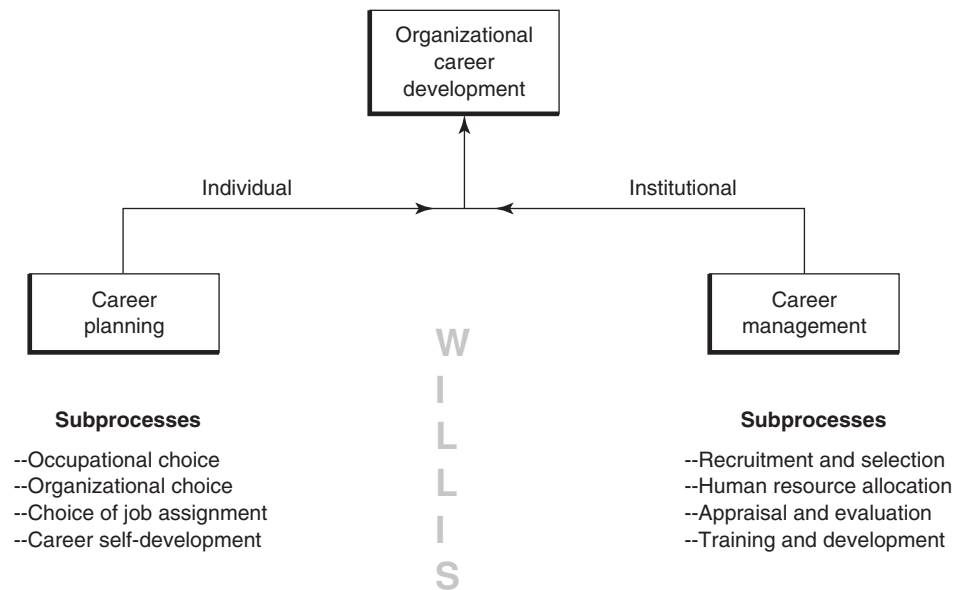 Organizational
career
development
Individual
Institutional
Career
planning
Career
management
Subprocesses
--Occupational choice
--Organizational choice
--Choice of job assignment
--Career self-development
W
I
L
L
I
S
Subprocesses
--Recruitment and selection
--Human resource allocation
--Appraisal and evaluation
--Training and development